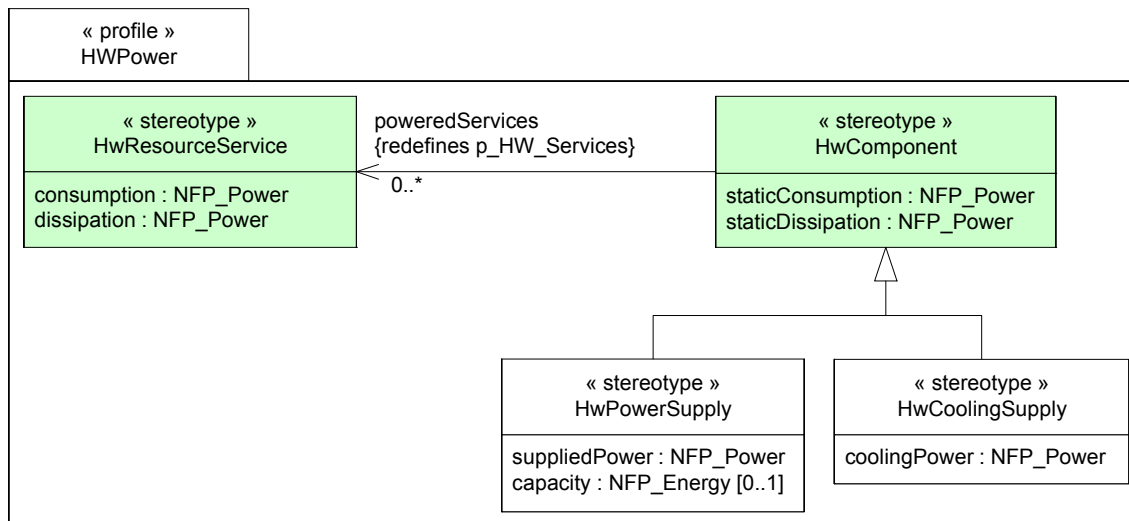 « profile »
HWPower
« stereotype »
HwResourceService
consumption : NFP_Power
dissipation : NFP_Power
poweredServices
{redefines p_HW_Services}
0..*
« stereotype »
HwComponent
staticConsumption : NFP_Power
staticDissipation : NFP_Power
« stereotype »
HwPowerSupply
suppliedPower : NFP_Power
capacity : NFP_Energy [0..1]
« stereotype »
HwCoolingSupply
coolingPower : NFP_Power